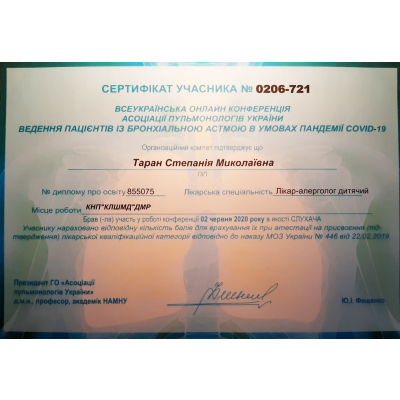 СЕРТИФІКАТ УЧАСНИКА № 0206-721
ВСЕУКРАЇНСЬКА ОНЛАЙН КОНФЕРЕНЦІЯ
АСОЦІАЦІЇ ПУЛЬМОНОЛОГІВ УКРАЇНИ
ВЕДЕННЯ ПАЦІЄНТІВ ІЗ БРОНХІАЛЬНОЮ АСТМОЮ В УМОВАХ ПАНДЕМІЇ COVID-19
Організаційний комітет підтверджує що
Таран Степанія Миколаївна
ПІП
№ диплому про освіту 855075 Лікарська спеціальність Лікар-алерголог дитячий
Місце роботи КНП"КЛШМД"ДМР
Брав (-ла) участь у роботі конференції 02 червня 2020 року в якості СЛУХАЧА
Учаснику нараховано відповідну кількість балів для врахування їх при атестації на присвоєння (під-
твердження) лікарської кваліфікаційної категорії відповідно до наказу МОЗ України № 446 від 22.02.2019
Президент ГО «Асоціації
пульмонологів України»
д.м.н., професор, академік НАМНУ
Ю.І. Фещенко